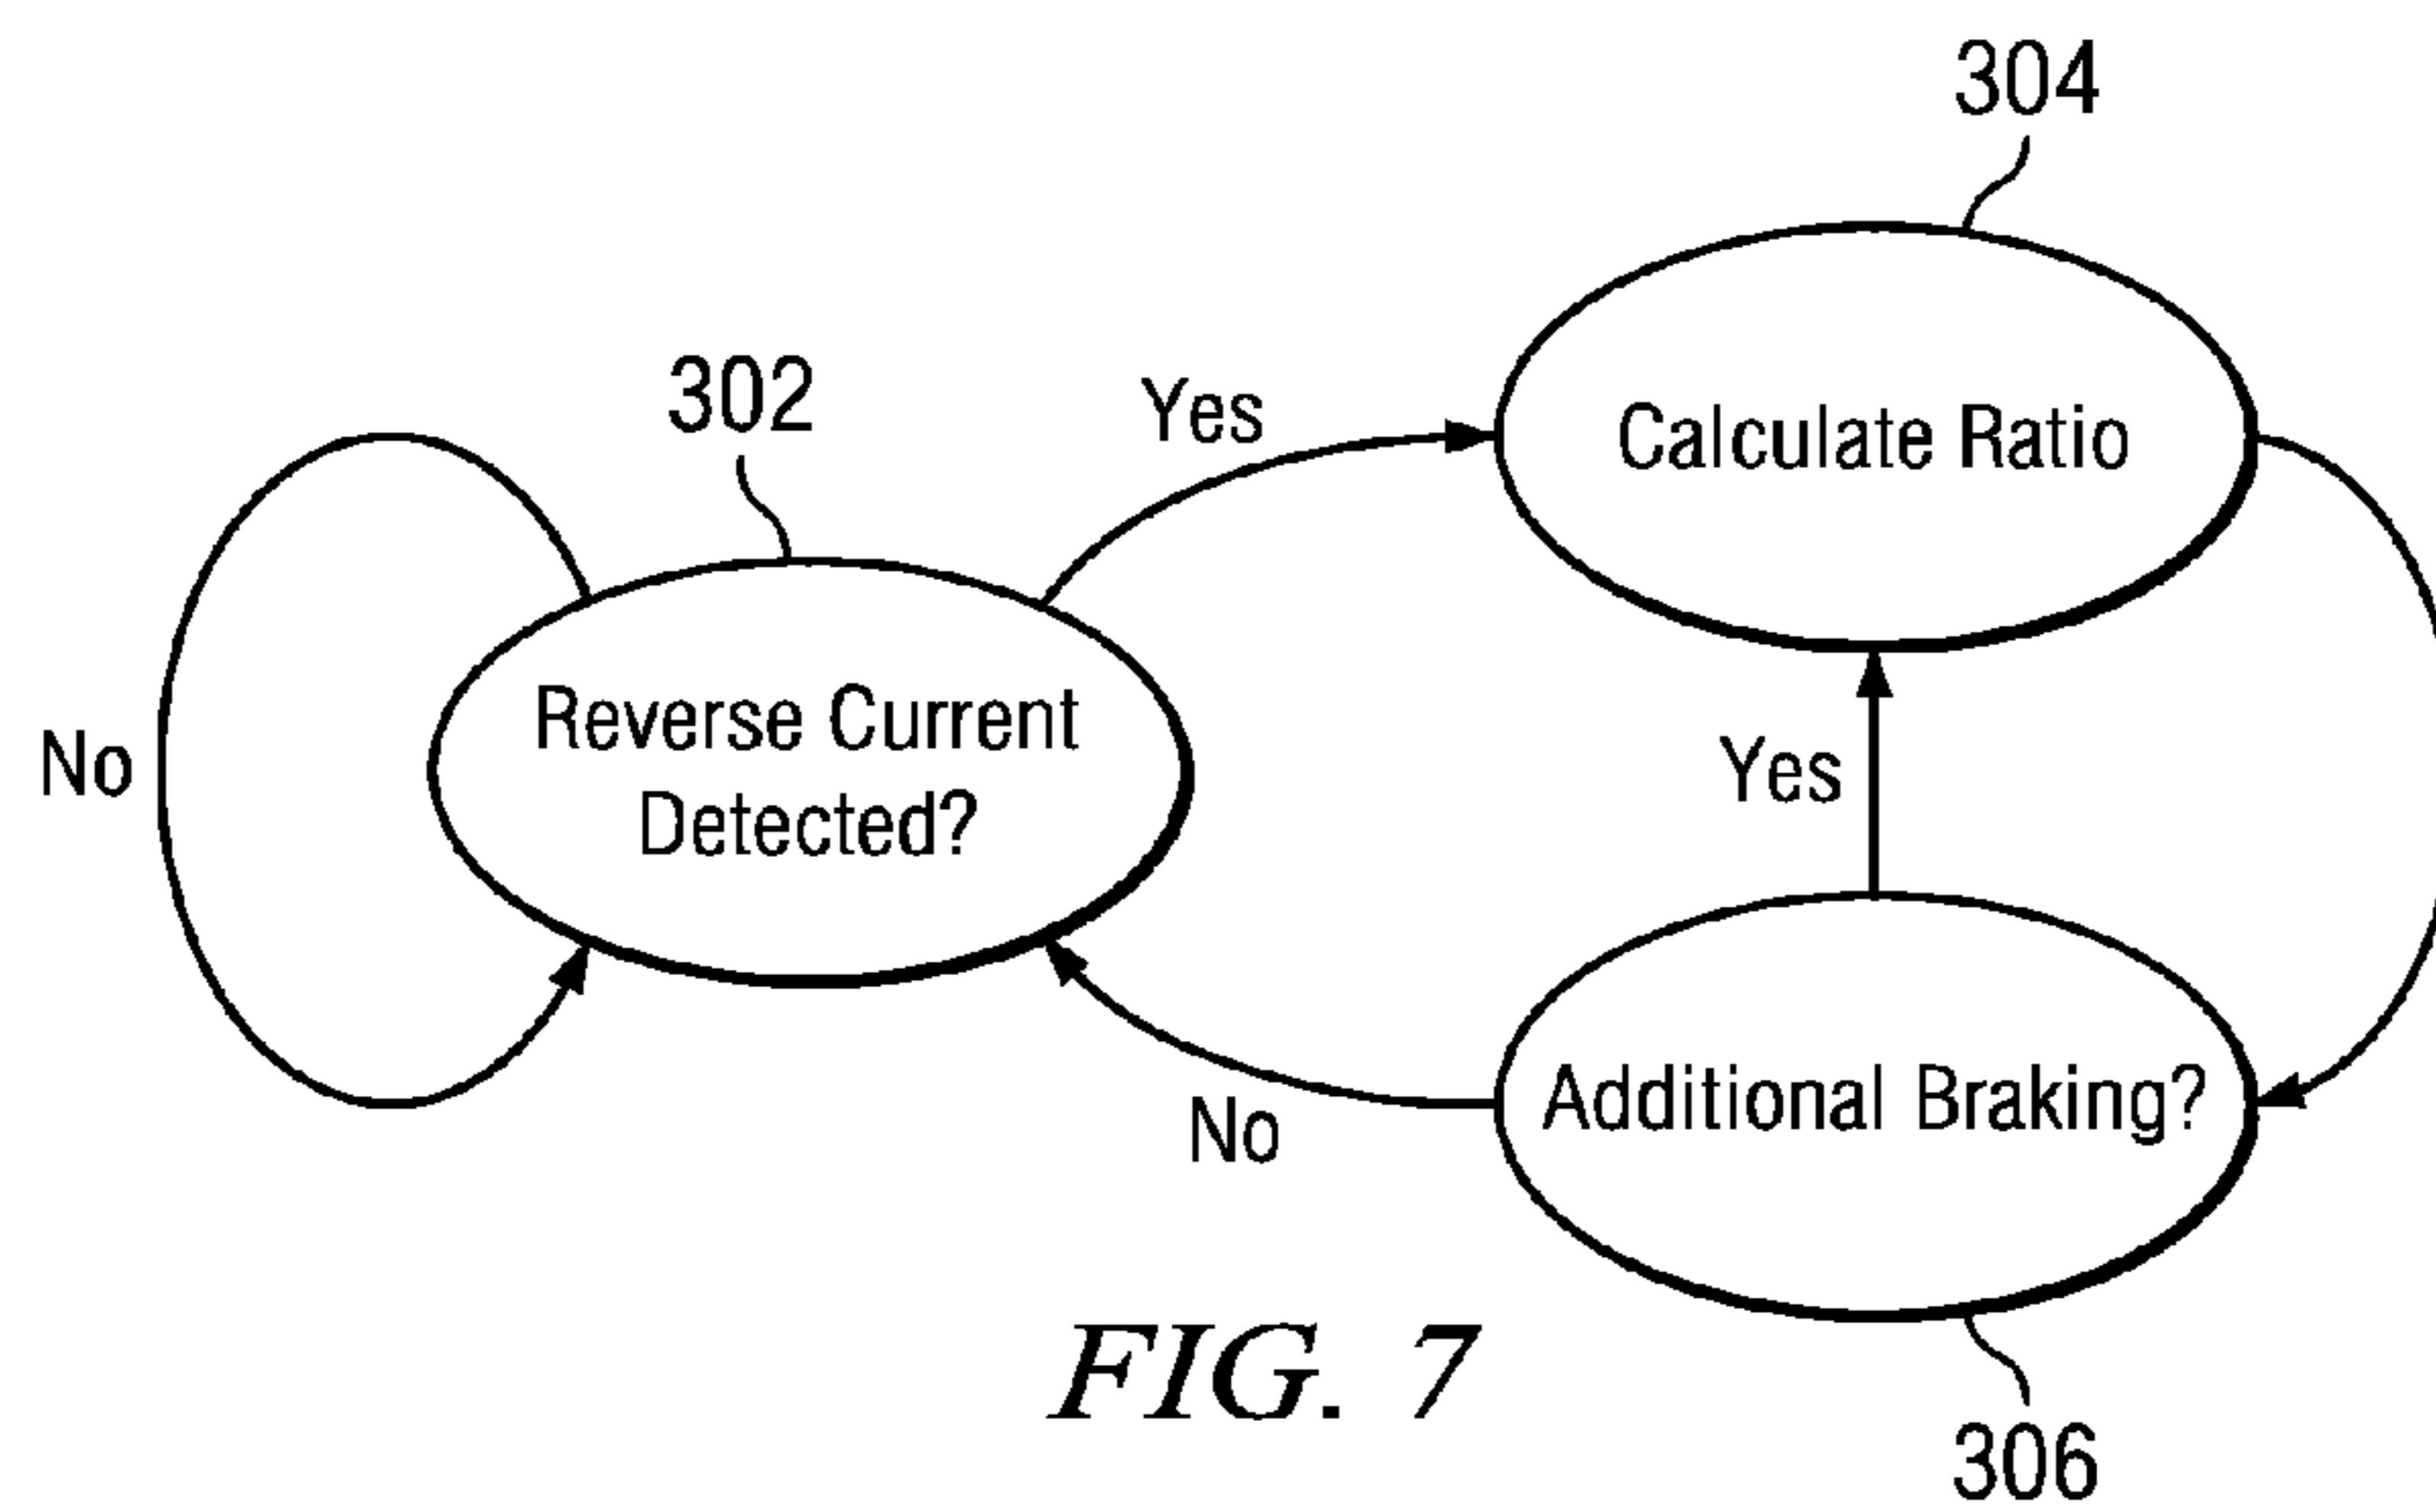 304
302
Yes
Calculate Ratio
Reverse Current
Detected?
No
Yes
Additional Braking?
No
FIG. 7
306